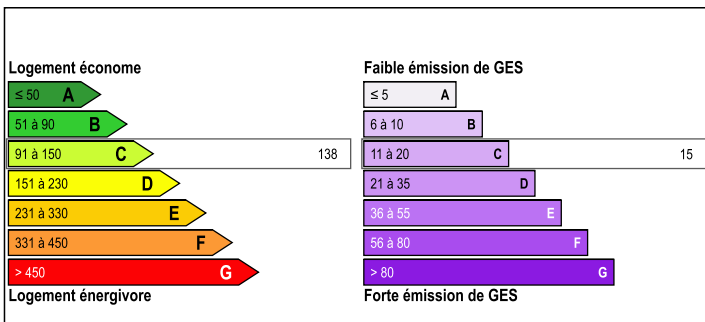 Logement économe
≤ 50 A
51 à 90 B
91 à 150 C 138
151 à 230 D
231 à 330 E
331 à 450 F
> 450 G
Logement énergivore
Faible émission de GES
≤ 5 A
6 à 10 B
11 à 20 C 15
21 à 35 D
36 à 55 E
56 à 80 F
> 80 G
Forte émission de GES